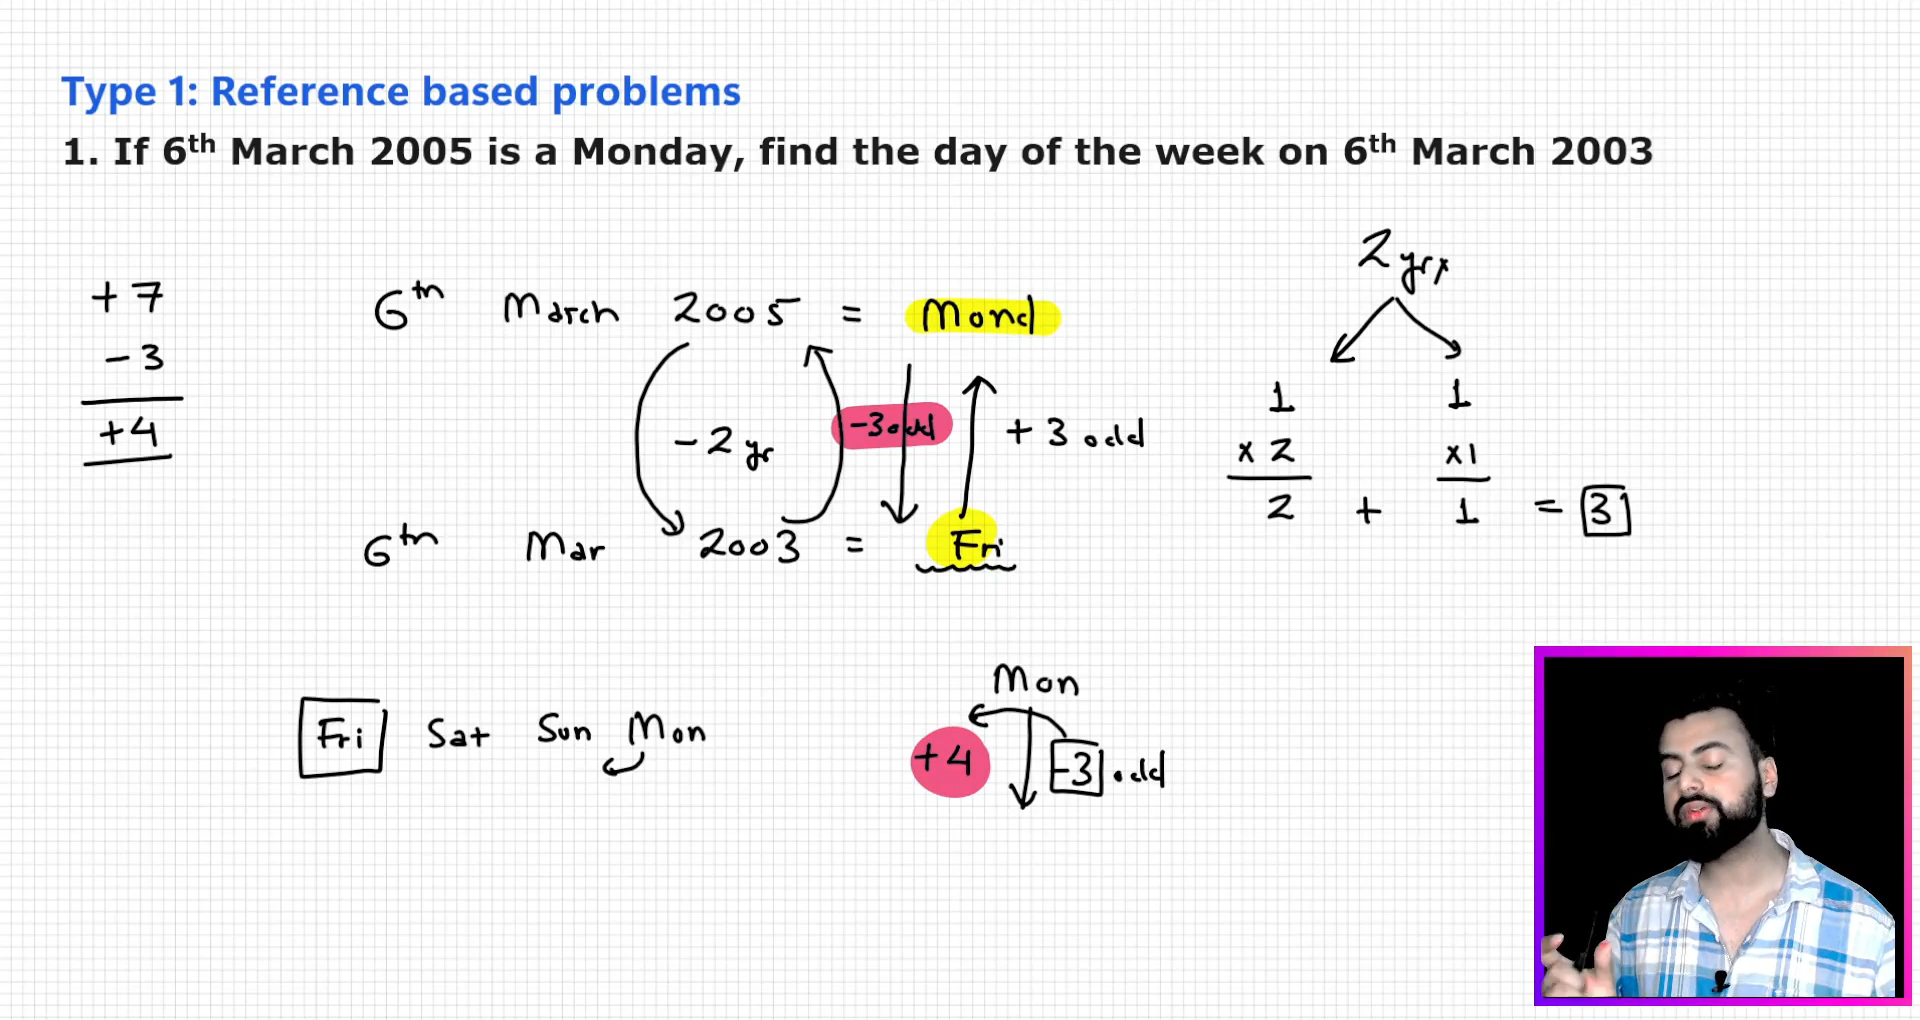 Type 1: Reference based problems
1. If 6th March 2005 is a Monday, find the day of the week on 6th March 2003
2 yrs
+7
-3
+4
6th March 2005 = Mond
-2 yr
-3 odd
+ 3 odd
6th Mar 2003 = Fri
1 1
x 2 x1
2 + 1 = 3
Fri Sat Sun Mon
Mon
+4 -3 odd